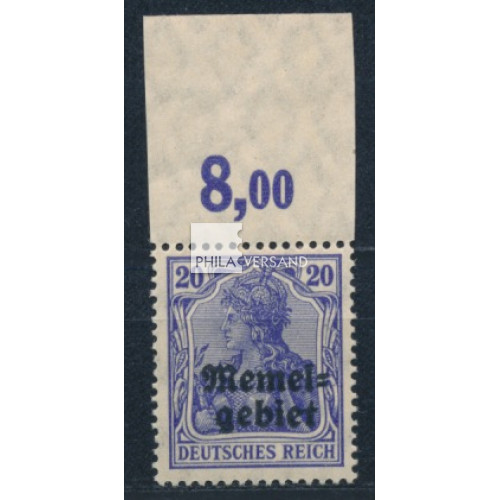 8,00
PHILA VERSAND
20 20
Memel=
gebiet
DEUTSCHES REICH